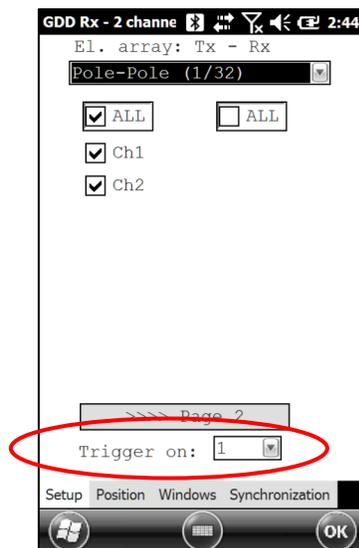 GDD Rx - 2 channe 2:44
El. array: Tx - Rx
Pole-Pole (1/32)
ALL ALL
Ch1
Ch2
>>>> Page 2
Trigger on: 1
Setup Position Windows Synchronization
OK